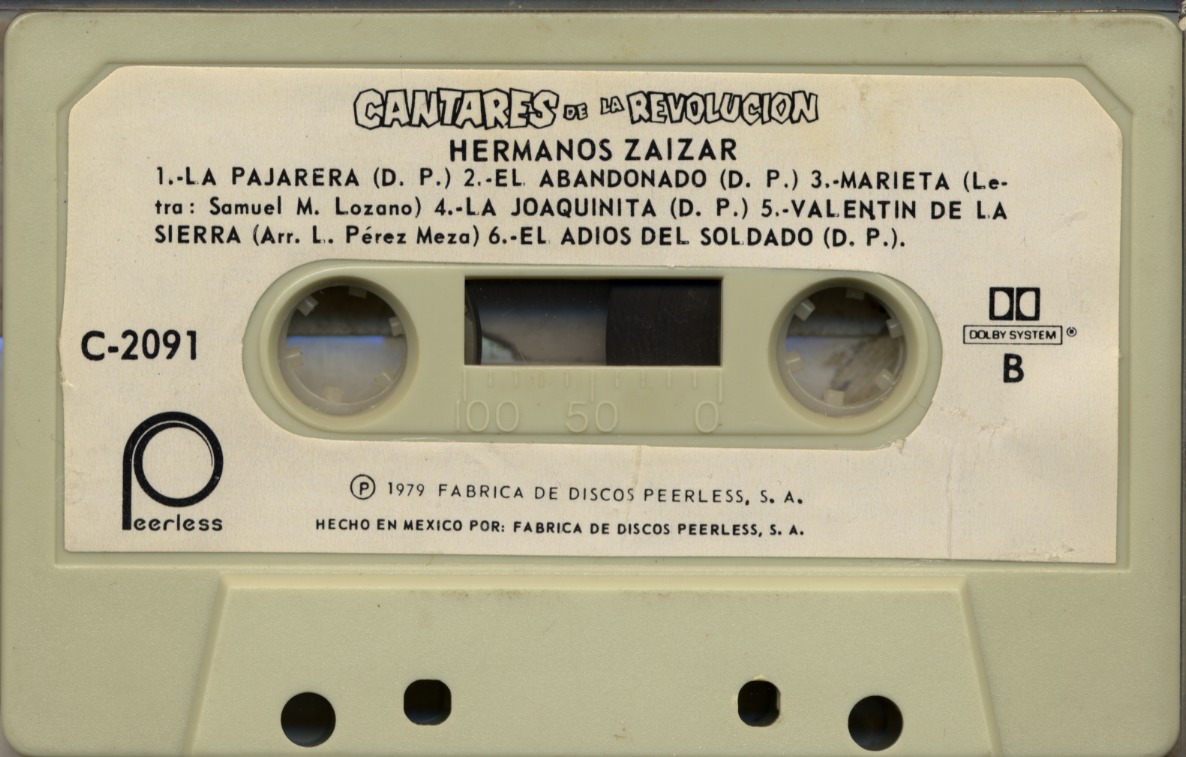 CANTARES DE LA REVOLUCION
HERMANOS ZAIZAR
1.-LA PAJARERA (D. P.) 2.-EL ABANDONADO (D. P.) 3.-MARIETA (Le-
tra: Samuel M. Lozano) 4.-LA JOAQUINITA (D. P.) 5.-VALENTIN DE LA
SIERRA (Arr. L. Pérez Meza) 6.-EL ADIOS DEL SOLDADO (D. P.).
C-2091
DOLBY SYSTEM ®
B
100 50 0
Peerless
Ⓟ 1979 FABRICA DE DISCOS PEERLESS, S. A.
HECHO EN MEXICO POR: FABRICA DE DISCOS PEERLESS, S. A.